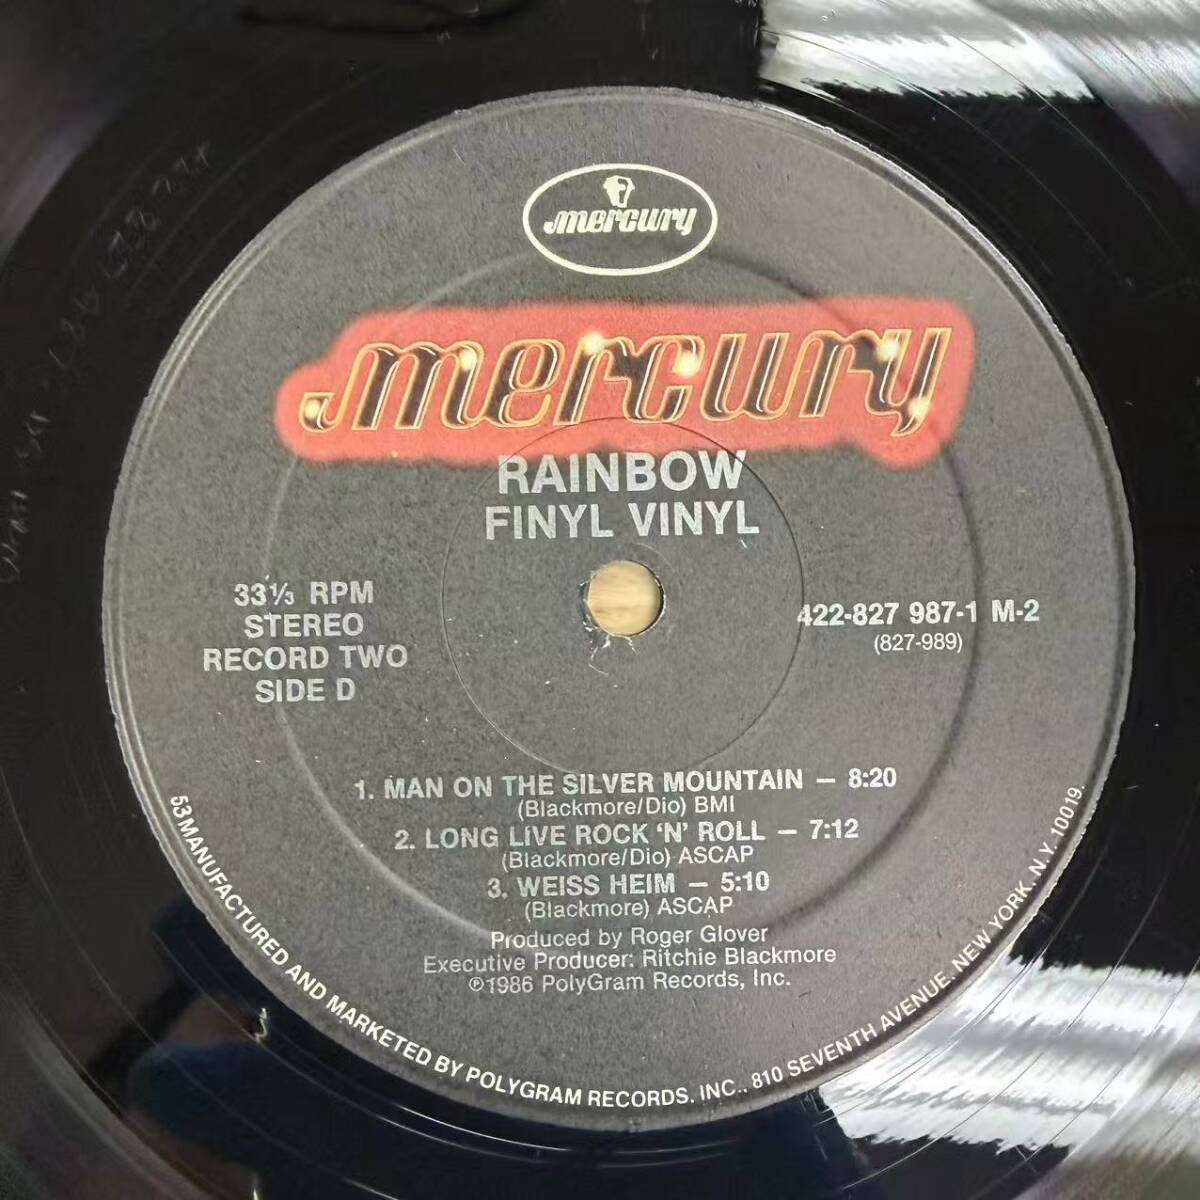 mercury
mercury
RAINBOW
FINYL VINYL
33⅓ RPM
STEREO
RECORD TWO
SIDE D
422-827 987-1 M-2
(827-989)
1. MAN ON THE SILVER MOUNTAIN – 8:20
(Blackmore/Dio) BMI
2. LONG LIVE ROCK 'N' ROLL – 7:12
(Blackmore/Dio) ASCAP
3. WEISS HEIM – 5:10
(Blackmore) ASCAP
Produced by Roger Glover
Executive Producer: Ritchie Blackmore
℗1986 PolyGram Records, Inc.
53 MANUFACTURED AND MARKETED BY POLYGRAM RECORDS, INC., 810 SEVENTH AVENUE, NEW YORK, N.Y. 10019.